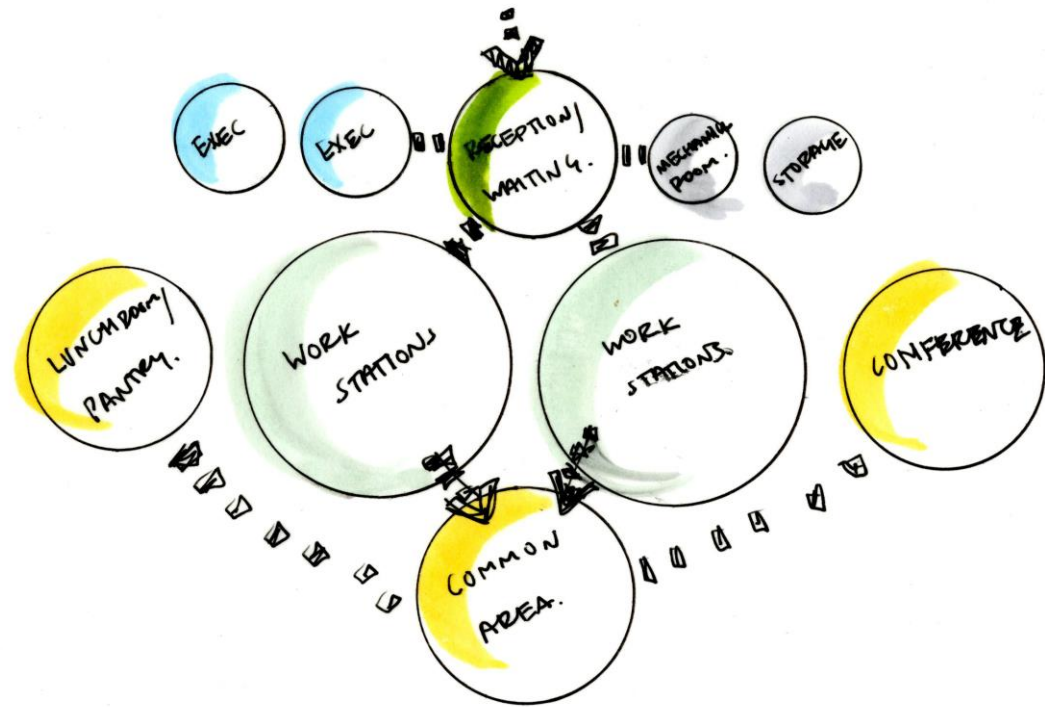 EXEC
EXEC
RECEPTION/
WAITING.
MECHANICAL
ROOM.
STORAGE
LUNCHROOM/
PANTRY.
WORK
STATIONS
WORK
STATIONS.
CONFERENCE
COMMON
AREA.